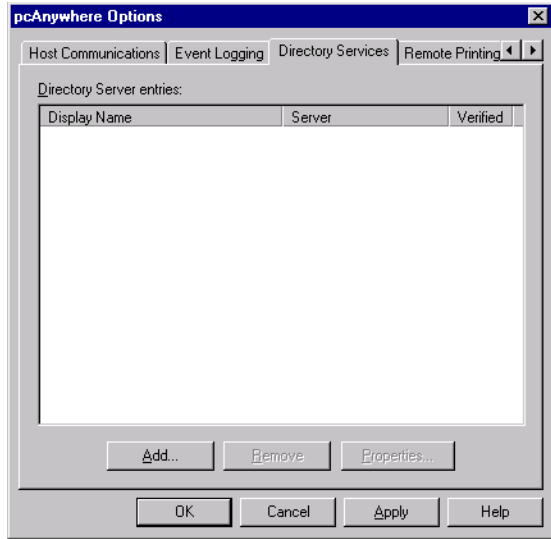 pcAnywhere Options
Host Communications Event Logging Directory Services Remote Printing
Directory Server entries:
Display Name Server Verified
Add... Remove Properties...
OK Cancel Apply Help